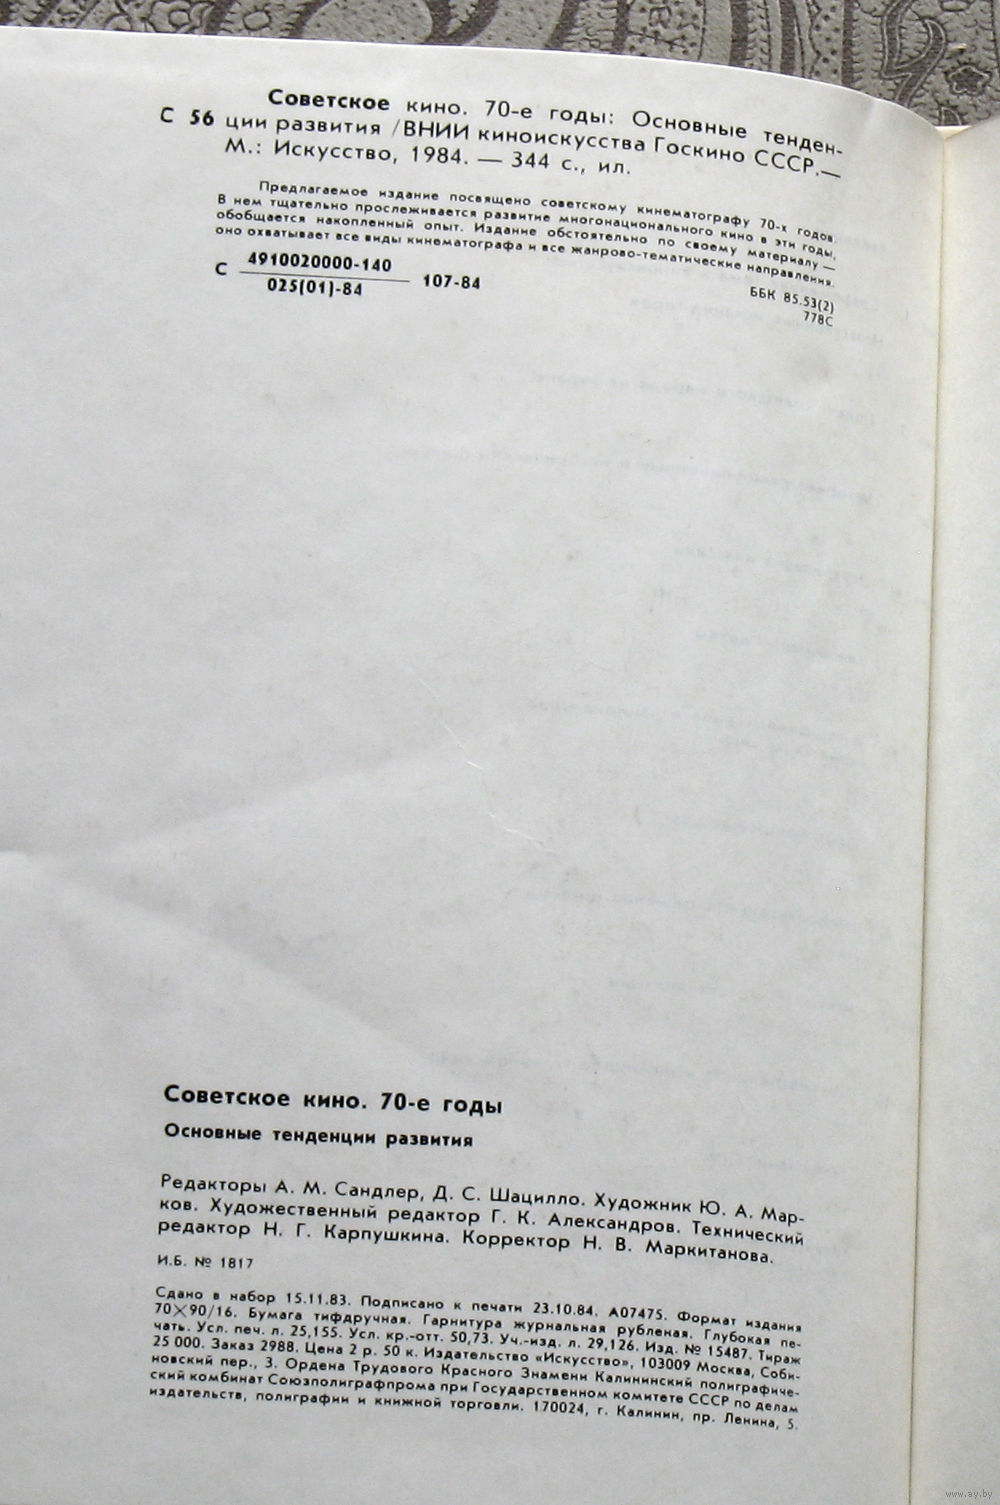 Советское кино. 70-е годы: Основные тенден-
С 56 ции развития /ВНИИ киноискусства Госкино СССР.—
М.: Искусство, 1984. — 344 с., ил.
Предлагаемое издание посвящено советскому кинематографу 70-х годов.
В нем тщательно прослеживается развитие многонационального кино в эти годы,
обобщается накопленный опыт. Издание обстоятельно по своему материалу —
оно охватывает все виды кинематографа и все жанрово-тематические направления.
С 4910020000-140 107-84
025(01)-84
ББК 85.53(2)
778С
Советское кино. 70-е годы
Основные тенденции развития
Редакторы А. М. Сандлер, Д. С. Шацилло. Художник Ю. А. Мар-
ков. Художественный редактор Г. К. Александров. Технический
редактор Н. Г. Карпушкина. Корректор Н. В. Маркитанова.
И.Б. № 1817
Сдано в набор 15.11.83. Подписано к печати 23.10.84. А07475. Формат издания
70×90/16. Бумага тифдручная. Гарнитура журнальная рубленая. Глубокая пе-
чать. Усл. печ. л. 25,155. Усл. кр.-отт. 50,73. Уч.-изд. л. 29,126. Изд. № 15487. Тираж
25 000. Заказ 2988. Цена 2 р. 50 к. Издательство «Искусство», 103009 Москва, Соби-
новский пер., 3. Ордена Трудового Красного Знамени Калининский полиграфиче-
ский комбинат Союзполиграфпрома при Государственном комитете СССР по делам
издательств, полиграфии и книжной торговли. 170024, г. Калинин, пр. Ленина, 5.
www.ay.by